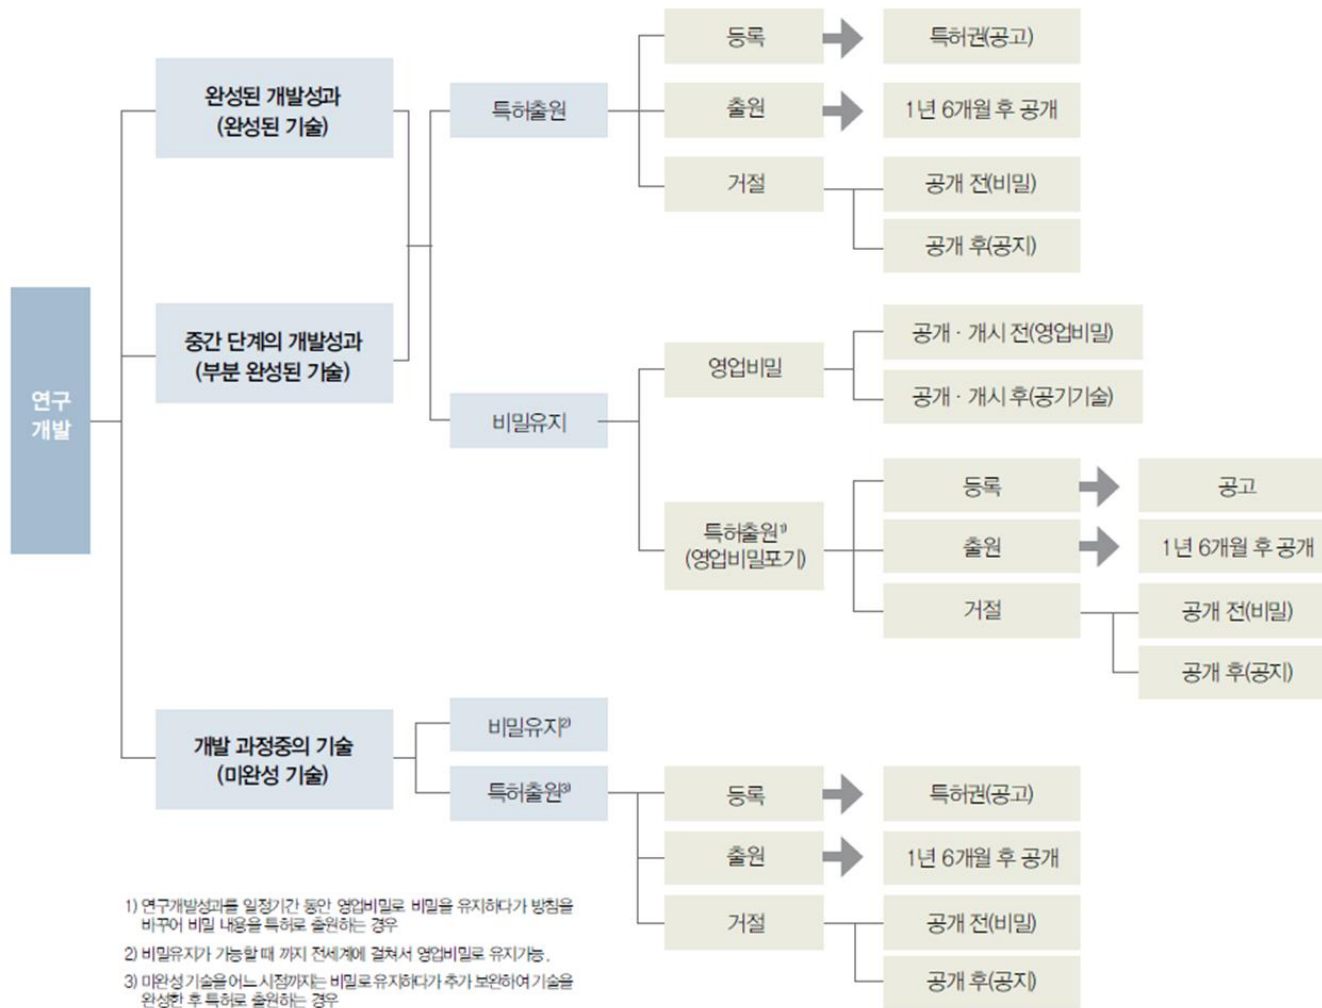 연구
개발
완성된 개발성과
(완성된 기술)
중간 단계의 개발성과
(부분 완성된 기술)
개발 과정중의 기술
(미완성 기술)
특허출원
비밀유지
비밀유지2)
특허출원3)
등록
특허권(공고)
출원
1년 6개월 후 공개
거절
공개 전(비밀)
공개 후(공지)
영업비밀
공개 · 개시 전(영업비밀)
공개 · 개시 후(공기기술)
특허출원1)
(영업비밀포기)
등록
공고
출원
1년 6개월 후 공개
거절
공개 전(비밀)
공개 후(공지)
등록
특허권(공고)
출원
1년 6개월 후 공개
거절
공개 전(비밀)
공개 후(공지)
1) 연구개발성과를 일정기간 동안 영업비밀로 비밀을 유지하다가 방침을
바꾸어 비밀 내용을 특허로 출원하는 경우
2) 비밀유지가 가능할 때 까지 전세계에 걸쳐서 영업비밀로 유지가능.
3) 미완성 기술을 어느 시점까지는 비밀로 유지하다가 추가 보완하여 기술을
완성한 후 특허로 출원하는 경우